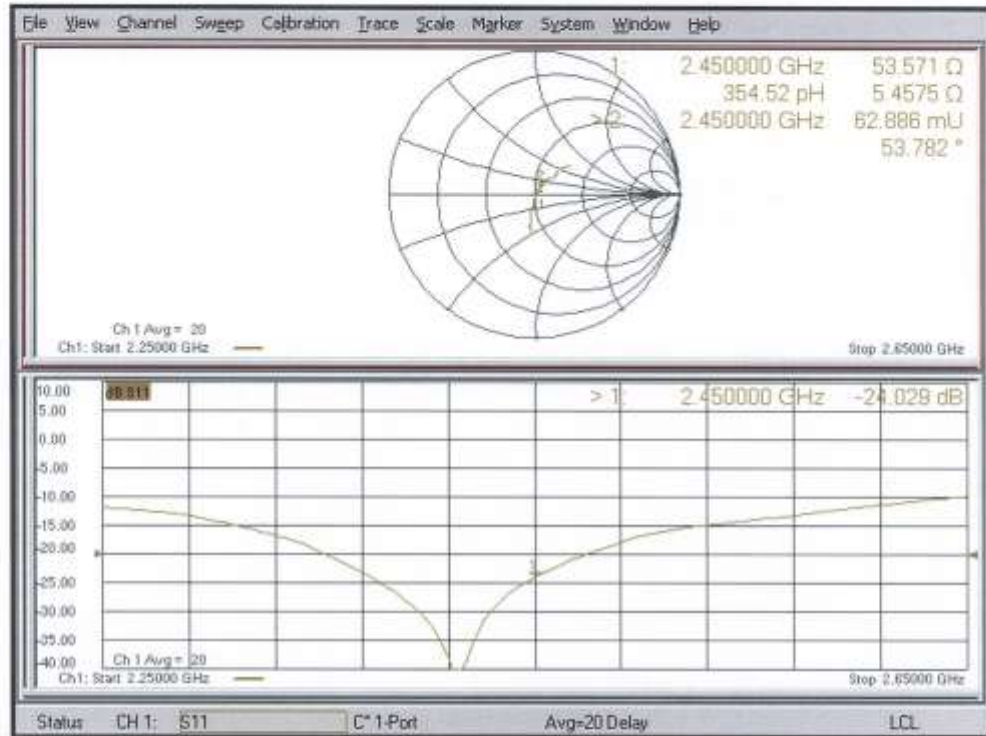 File View Channel Sweep Calibration Trace Scale Marker System Window Help
1: 2.450000 GHz 53.571 Ω
354.52 pH 5.4575 Ω
> 2: 2.450000 GHz 62.886 mU
53.782 °
Ch 1 Avg = 20
Ch1: Start 2.25000 GHz
Stop 2.65000 GHz
10.00 dB S11 > 1: 2.450000 GHz -24.029 dB
5.00
0.00
-5.00
-10.00
-15.00
-20.00
-25.00
-30.00
-35.00
-40.00
1
Ch 1 Avg = 20
Ch1: Start 2.25000 GHz
Stop 2.65000 GHz
Status CH 1: S11 C* 1-Port Avg=20 Delay LCL